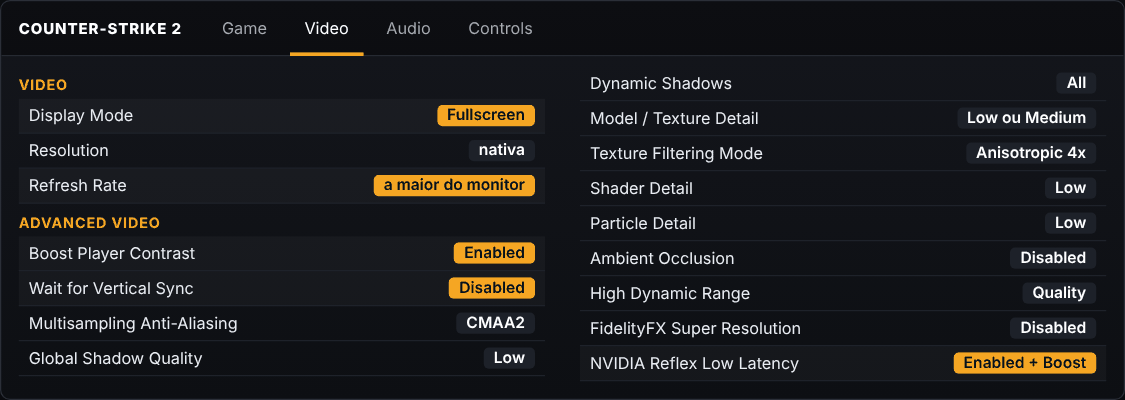 COUNTER-STRIKE 2 Game Video Audio Controls
VIDEO
Display Mode Fullscreen
Resolution nativa
Refresh Rate a maior do monitor
ADVANCED VIDEO
Boost Player Contrast Enabled
Wait for Vertical Sync Disabled
Multisampling Anti-Aliasing CMAA2
Global Shadow Quality Low
Dynamic Shadows All
Model / Texture Detail Low ou Medium
Texture Filtering Mode Anisotropic 4x
Shader Detail Low
Particle Detail Low
Ambient Occlusion Disabled
High Dynamic Range Quality
FidelityFX Super Resolution Disabled
NVIDIA Reflex Low Latency Enabled + Boost